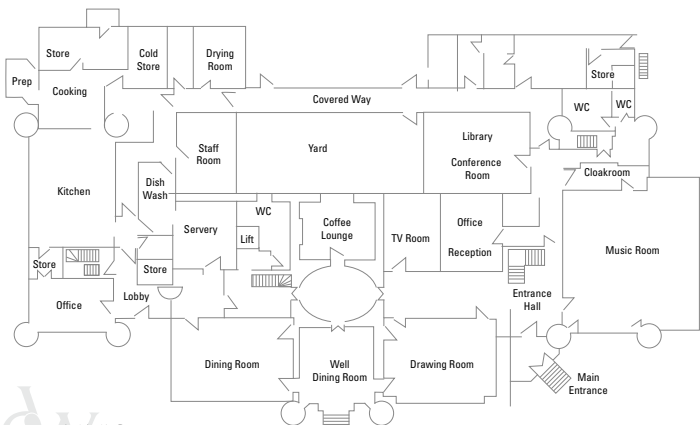 Store
Cold
Store
Drying
Room
Prep
Cooking
Covered Way
Store
WC
WC
Staff
Room
Yard
Library
Conference
Room
Cloakroom
Kitchen
Dish
Wash
Servery
WC
Lift
Coffee
Lounge
TV Room
Office
Reception
Music Room
Store
Store
Office
Lobby
Entrance
Hall
Dining Room
Well
Dining Room
Drawing Room
Main
Entrance